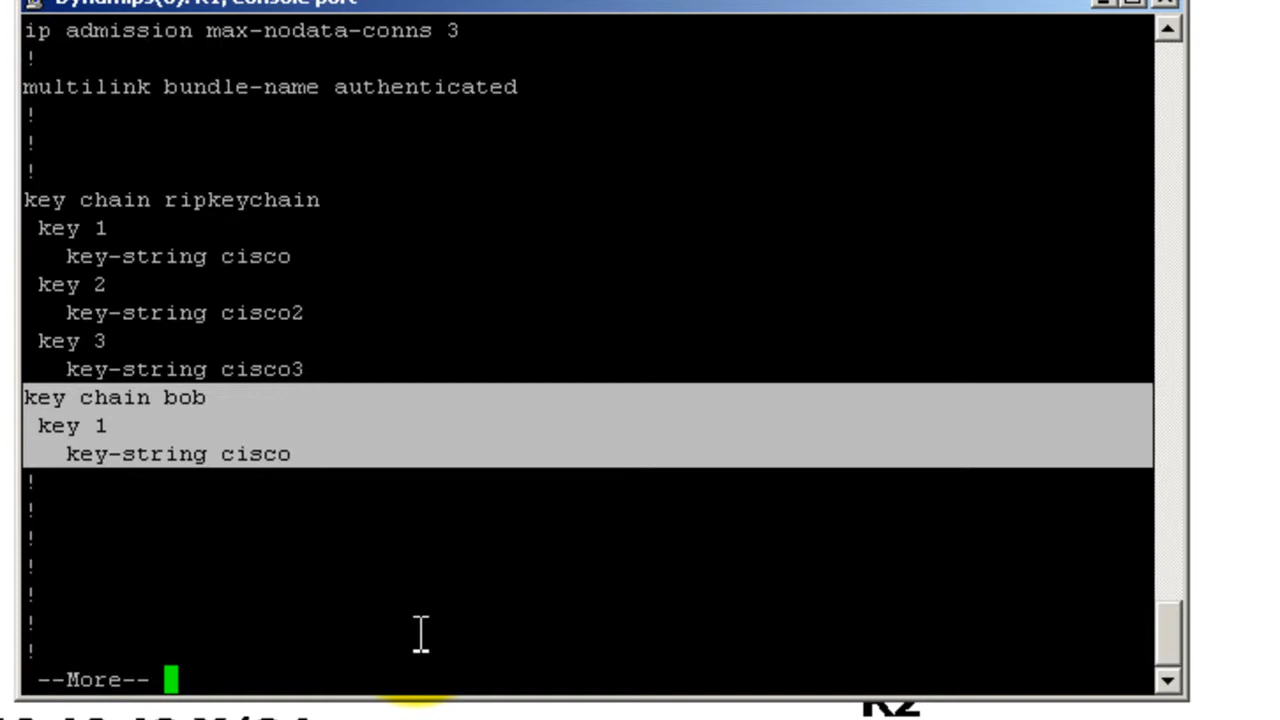 Dynamips(0): R1, Console port
ip admission max-nodata-conns 3
!
multilink bundle-name authenticated
!
!
!
key chain ripkeychain
 key 1
   key-string cisco
 key 2
   key-string cisco2
 key 3
   key-string cisco3
key chain bob
 key 1
   key-string cisco
!
!
!
!
!
!
!
 --More--
R2